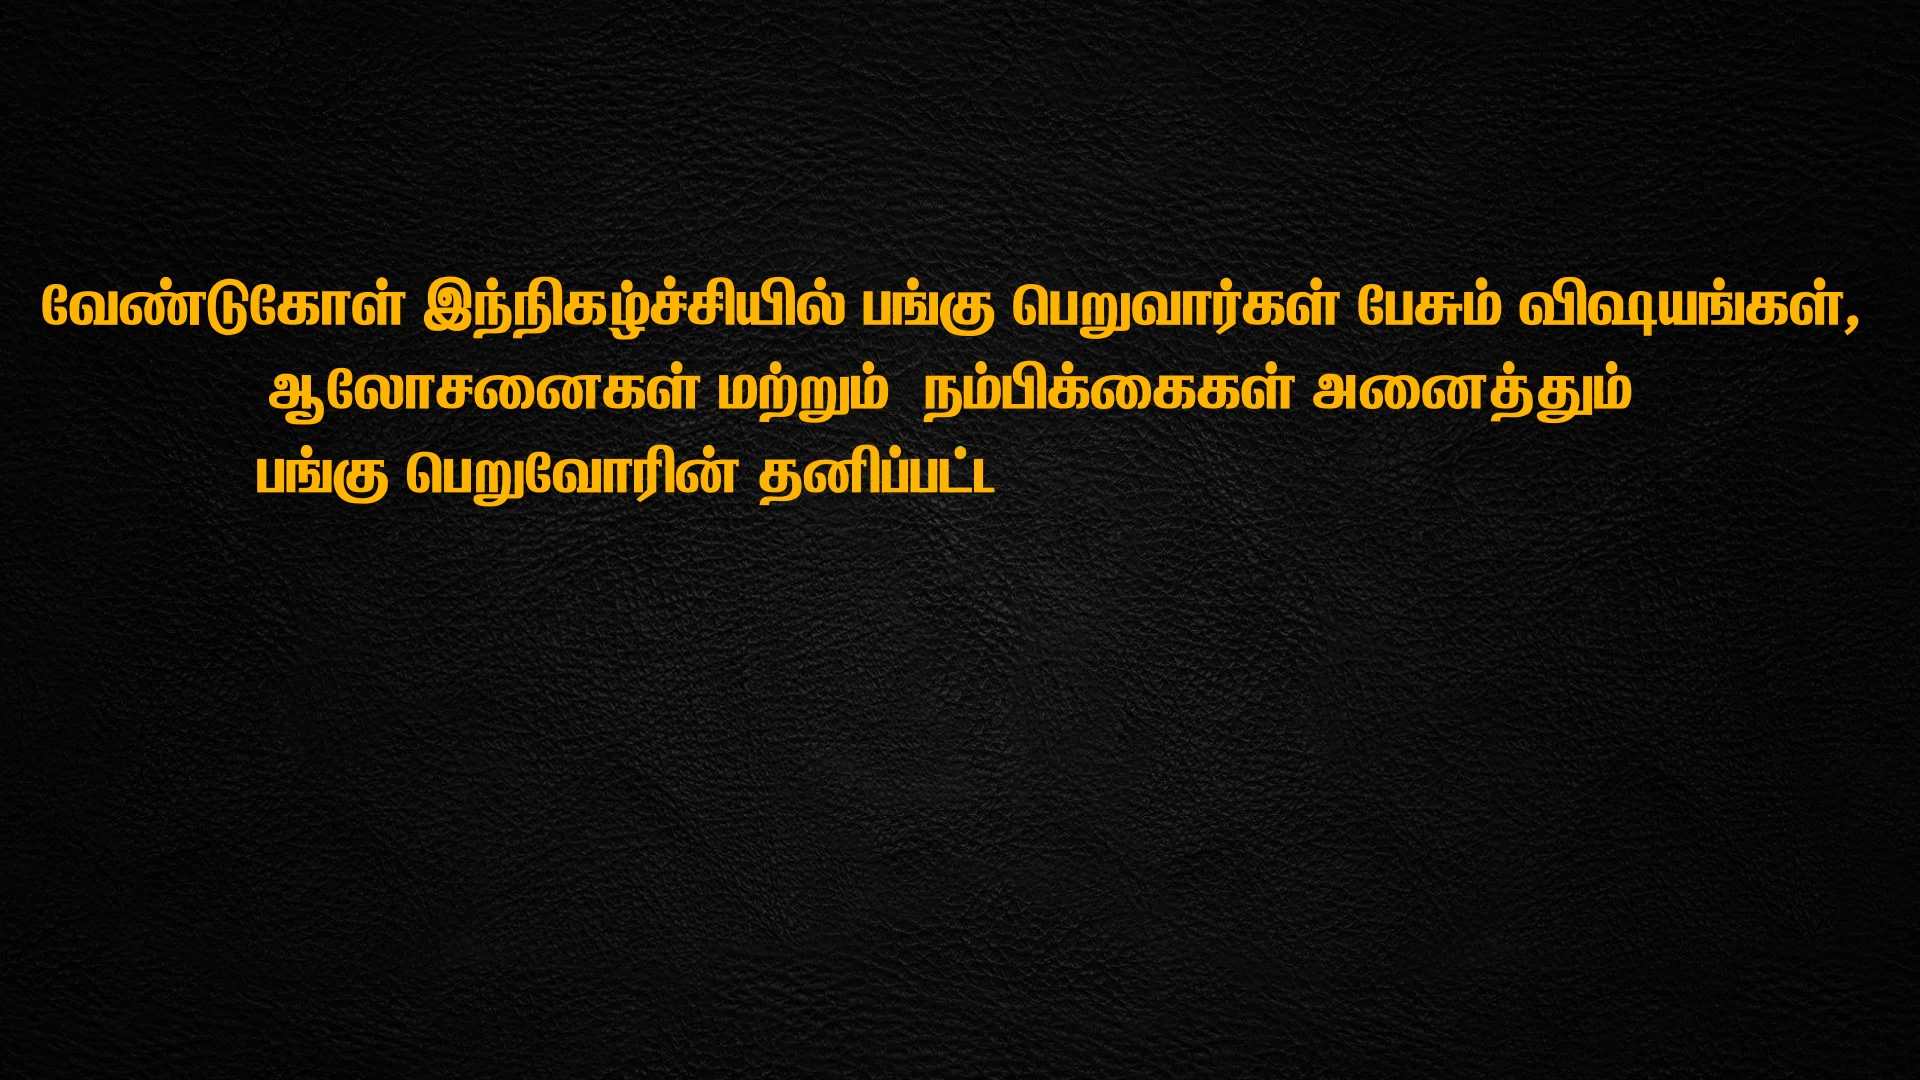 வேண்டுகோள் இந்நிகழ்ச்சியில் பங்கு பெறுவார்கள் பேசும் விஷயங்கள்,
ஆலோசனைகள் மற்றும் நம்பிக்கைகள் அனைத்தும்
பங்கு பெறுவோரின் தனிப்பட்ட